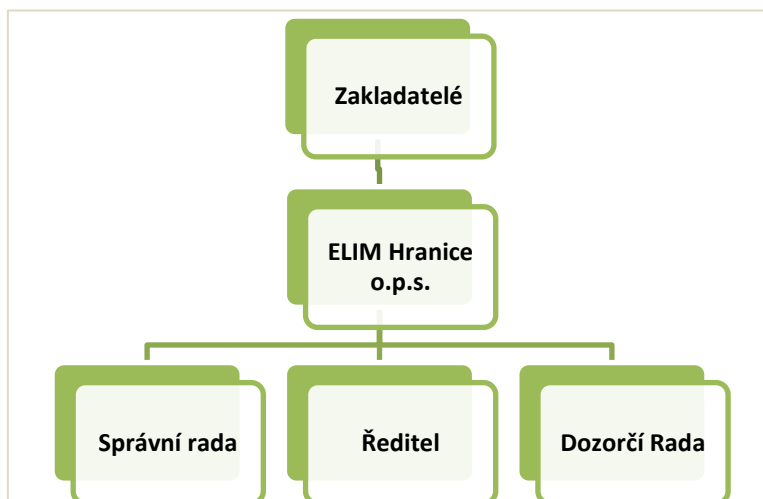 Zakladatelé
ELIM Hranice
o.p.s.
Správní rada
Ředitel
Dozorčí Rada